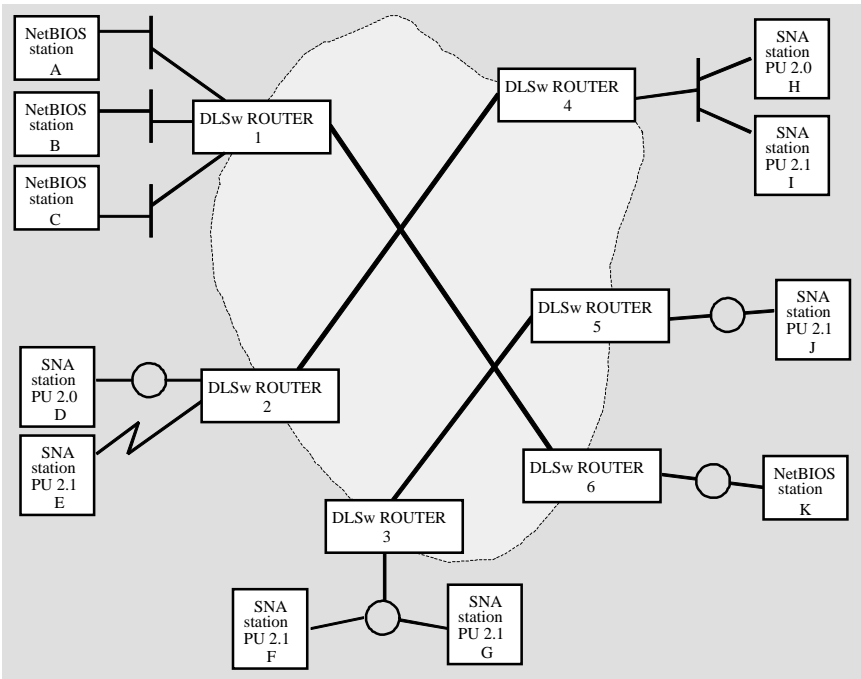 NetBIOS
station
A
NetBIOS
station
B
NetBIOS
station
C
DLSw ROUTER
1
DLSw ROUTER
4
SNA
station
PU 2.0
H
SNA
station
PU 2.1
I
DLSw ROUTER
5
SNA
station
PU 2.1
J
SNA
station
PU 2.0
D
SNA
station
PU 2.1
E
DLSw ROUTER
2
DLSw ROUTER
6
NetBIOS
station
K
DLSw ROUTER
3
SNA
station
PU 2.1
F
SNA
station
PU 2.1
G